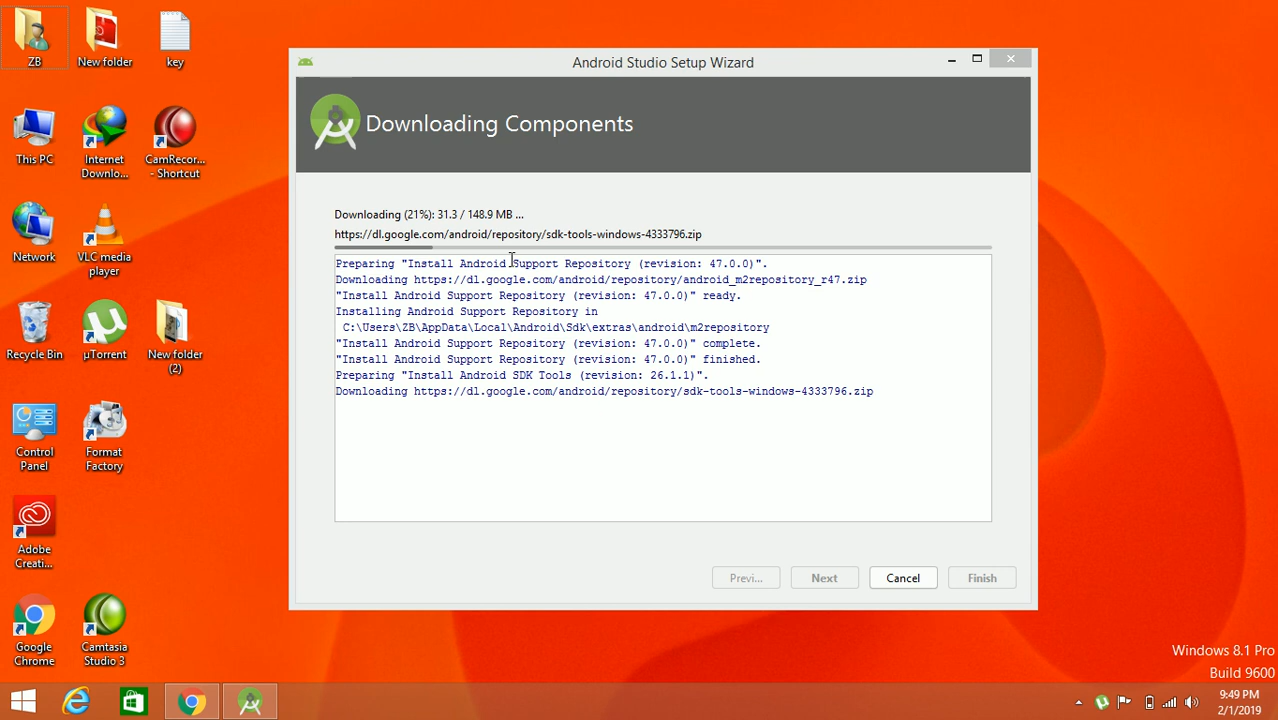 ZB
New folder
key
This PC
Internet
Downlo...
CamRecor...
- Shortcut
Network
VLC media
player
Recycle Bin
µTorrent
New folder
(2)
Control
Panel
Format
Factory
Adobe
Creati...
Google
Chrome
Camtasia
Studio 3
Android Studio Setup Wizard
Downloading Components
Downloading (21%): 31.3 / 148.9 MB ...
https://dl.google.com/android/repository/sdk-tools-windows-4333796.zip
Preparing "Install Android Support Repository (revision: 47.0.0)".
Downloading https://dl.google.com/android/repository/android_m2repository_r47.zip
"Install Android Support Repository (revision: 47.0.0)" ready.
Installing Android Support Repository in
C:\Users\ZB\AppData\Local\Android\Sdk\extras\android\m2repository
"Install Android Support Repository (revision: 47.0.0)" complete.
"Install Android Support Repository (revision: 47.0.0)" finished.
Preparing "Install Android SDK Tools (revision: 26.1.1)".
Downloading https://dl.google.com/android/repository/sdk-tools-windows-4333796.zip
Previ... Next Cancel Finish
Windows 8.1 Pro
Build 9600
9:49 PM
2/1/2019